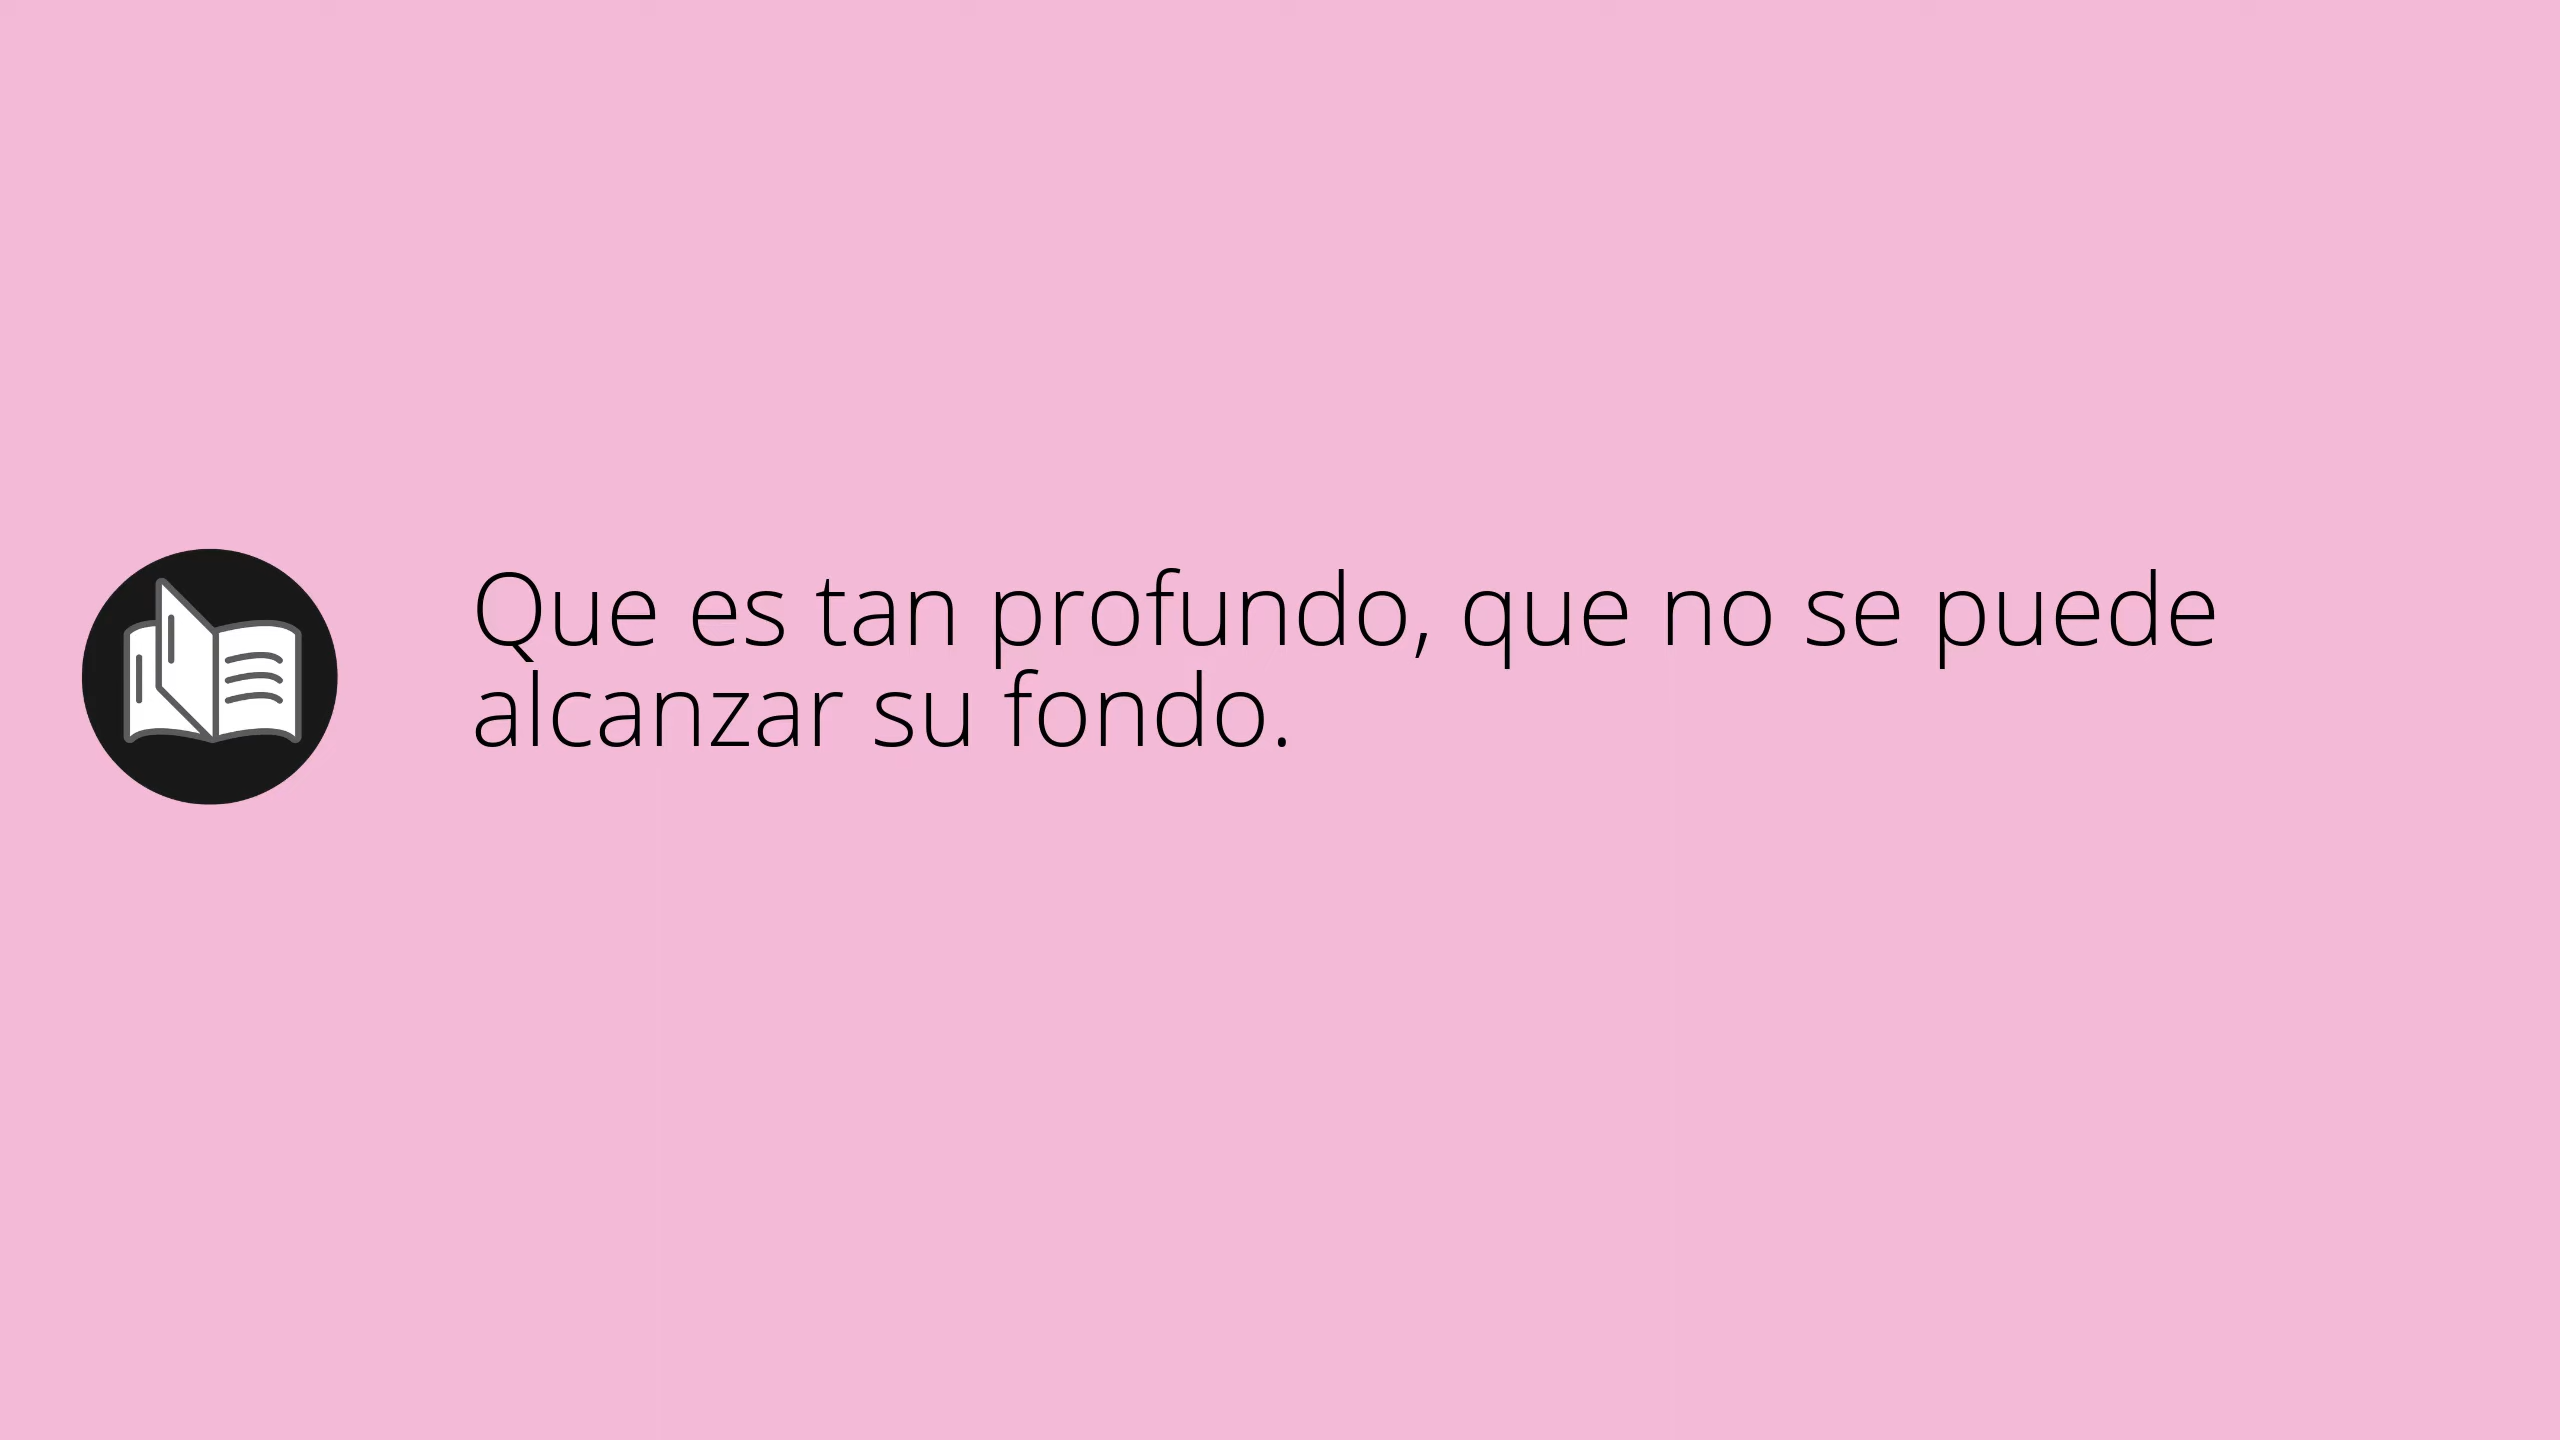 Que es tan profundo, que no se puede
alcanzar su fondo.